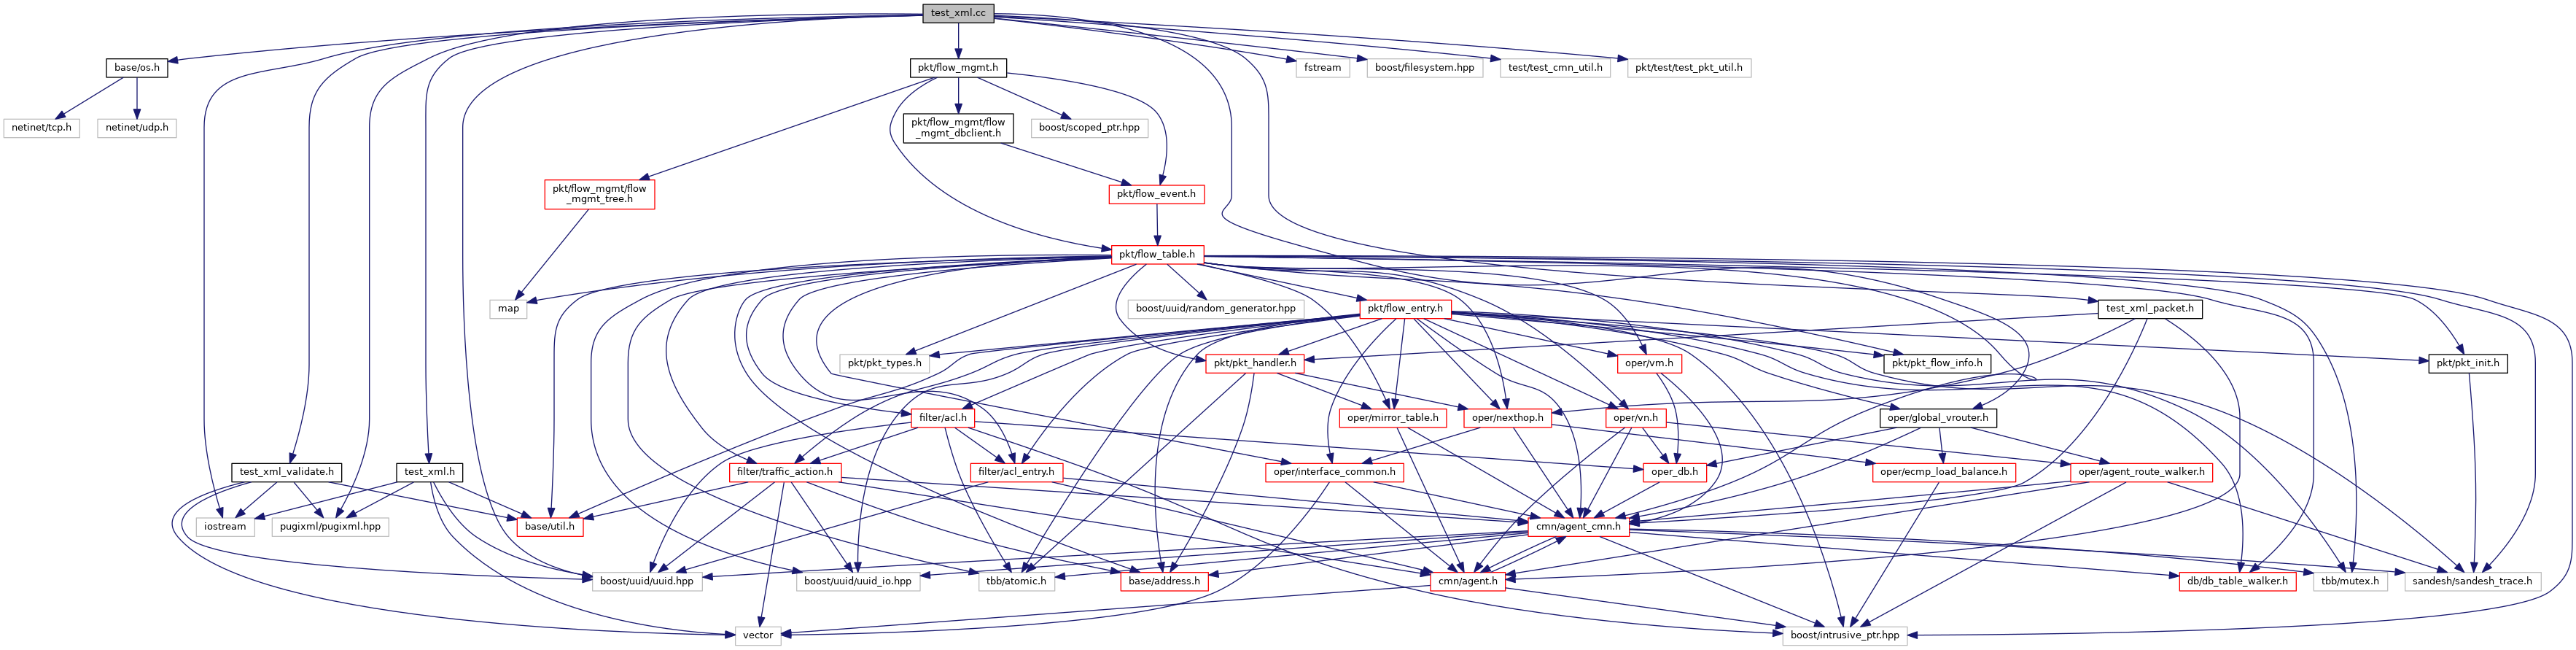 test_xml.cc
base/os.h
pkt/flow_mgmt.h
fstream
boost/filesystem.hpp
test/test_cmn_util.h
pkt/test/test_pkt_util.h
netinet/tcp.h
netinet/udp.h
pkt/flow_mgmt/flow
_mgmt_dbclient.h
boost/scoped_ptr.hpp
pkt/flow_mgmt/flow
_mgmt_tree.h
pkt/flow_event.h
pkt/flow_table.h
map
boost/uuid/random_generator.hpp
pkt/flow_entry.h
test_xml_packet.h
pkt/pkt_types.h
pkt/pkt_handler.h
oper/vm.h
pkt/pkt_flow_info.h
pkt/pkt_init.h
filter/acl.h
oper/mirror_table.h
oper/nexthop.h
oper/vn.h
oper/global_vrouter.h
test_xml_validate.h
test_xml.h
filter/traffic_action.h
filter/acl_entry.h
oper/interface_common.h
oper_db.h
oper/ecmp_load_balance.h
oper/agent_route_walker.h
iostream
pugixml/pugixml.hpp
base/util.h
cmn/agent_cmn.h
boost/uuid/uuid.hpp
boost/uuid/uuid_io.hpp
tbb/atomic.h
base/address.h
cmn/agent.h
db/db_table_walker.h
tbb/mutex.h
sandesh/sandesh_trace.h
vector
boost/intrusive_ptr.hpp